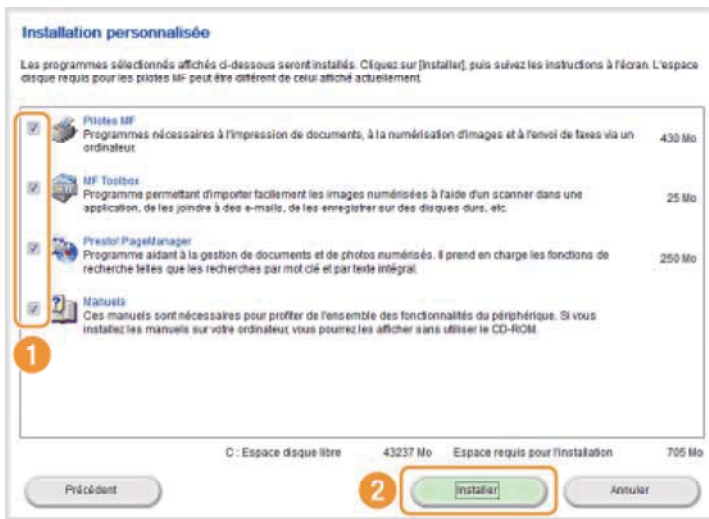 Installation personnalisée
Les programmes sélectionnés affichés ci-dessous seront installés. Cliquez sur [Installer], puis suivez les instructions à l'écran. L'espace
disque requis pour les pilotes MF peut être différent de celui affiché actuellement.
Pilotes MF
Programmes nécessaires à l'impression de documents, à la numérisation d'images et à l'envoi de faxes via un
ordinateur.
430 Mo
MF Toolbox
Programme permettant d'importer facilement les images numérisées à l'aide d'un scanner dans une
application, de les joindre à des e-mails, de les enregistrer sur des disques durs, etc.
25 Mo
Presto! PageManager
Programme aidant à la gestion de documents et de photos numérisés. Il prend en charge les fonctions de
recherche telles que les recherches par mot clé et par texte intégral.
250 Mo
Manuels
Ces manuels sont nécessaires pour profiter de l'ensemble des fonctionnalités du périphérique. Si vous
installez les manuels sur votre ordinateur, vous pourrez les afficher sans utiliser le CD-ROM.
1
C : Espace disque libre 43237 Mo Espace requis pour l'installation 705 Mo
Précédent
2
Installer
Annuler